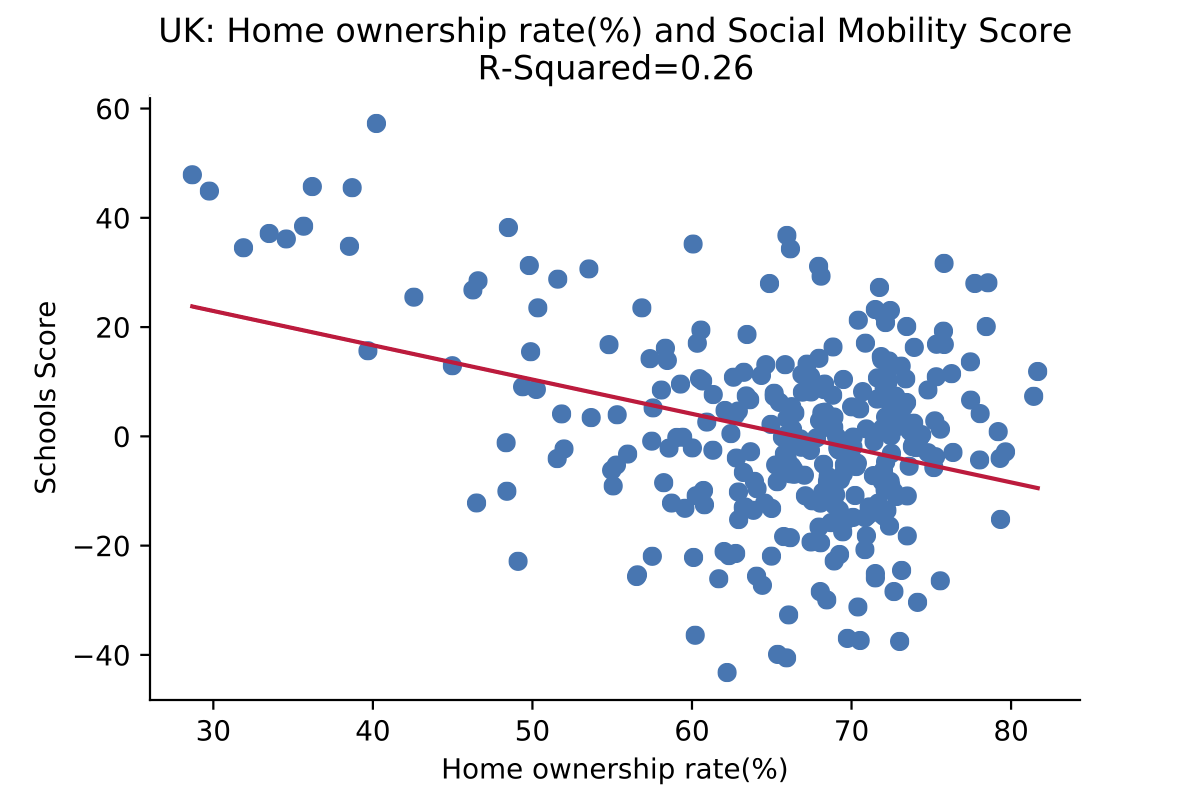 UK: Home ownership rate(%) and Social Mobility Score
R-Squared=0.26
60
40
20
0
−20
−40
Schools Score
30 40 50 60 70 80
Home ownership rate(%)